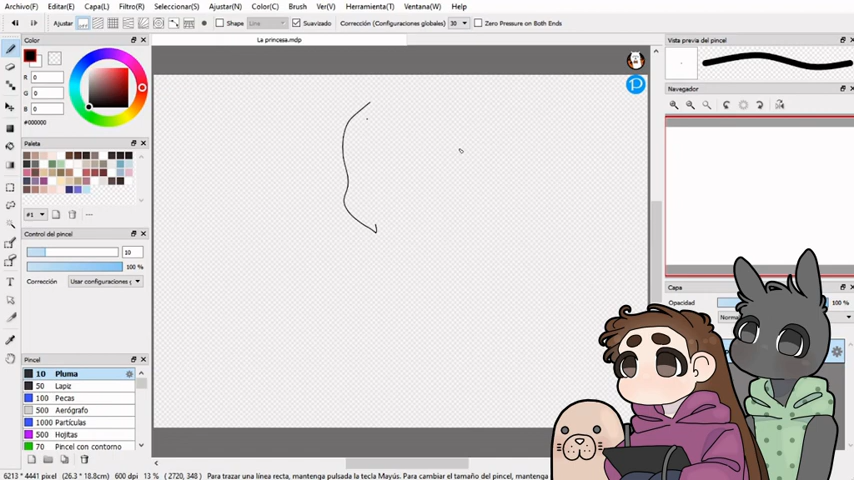 Archivo(F) Editar(E) Capa(L) Filtro(R) Seleccionar(S) Ajustar(N) Color(C) Brush Ver(V) Herramienta(T) Ventana(W) Help
Ajustar Shape Línea Suavizado Corrección (Configuraciones globales) 30 Zero Pressure on Both Ends
Color
La princesa.mdp
Vista previa del pincel
R 0
G 0
B 0
#000000
Navegador
Paleta
#1 ---
Control del pincel
10
100 %
Corrección Usar configuraciones g
Capa
Opacidad 100 %
Pincel
10 Pluma
50 Lapiz
100 Pecas
500 Aerógrafo
1000 Partículas
500 Hojitas
70 Pincel con contorno
6213 * 4441 pixel (26.3 * 18.8cm) 600 dpi 13 % ( 2720, 348 ) Para trazar una línea recta, mantenga pulsada la tecla Mayús. Para cambiar el tamaño del pincel, mantenga